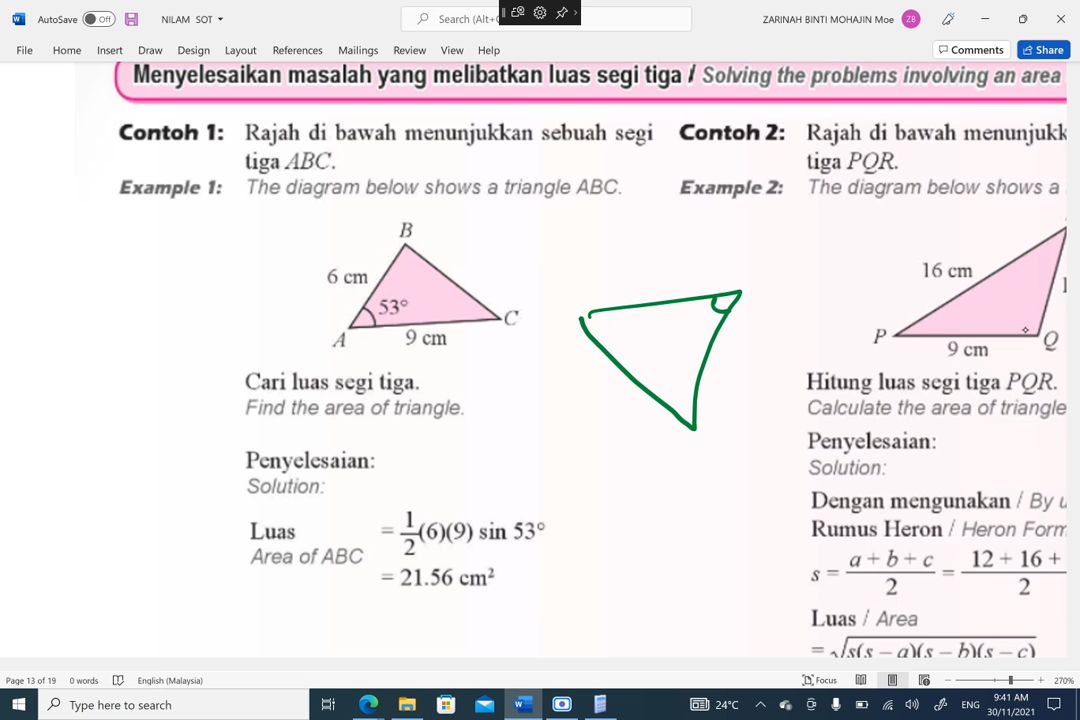 AutoSave Off NILAM SOT Search (Alt+ ZARINAH BINTI MOHAJIN Moe ZB
File Home Insert Draw Design Layout References Mailings Review View Help Comments Share
Menyelesaikan masalah yang melibatkan luas segi tiga / Solving the problems involving an area
Contoh 1: Rajah di bawah menunjukkan sebuah segi
tiga ABC.
Example 1: The diagram below shows a triangle ABC.
B
6 cm
53°
A
C
9 cm
Cari luas segi tiga.
Find the area of triangle.
Penyelesaian:
Solution:
Luas = 1/2 (6)(9) sin 53°
Area of ABC
= 21.56 cm²
Contoh 2: Rajah di bawah menunjukk
tiga PQR.
Example 2: The diagram below shows a
16 cm
P
Q
9 cm
Hitung luas segi tiga PQR.
Calculate the area of triangle
Penyelesaian:
Solution:
Dengan mengunakan / By u
Rumus Heron / Heron Form
s = a + b + c / 2 = 12 + 16 + / 2
Luas / Area
= √s(s − a)(s − b)(s − c)
Page 13 of 19 0 words English (Malaysia) Focus 270%
Type here to search 24°C ENG 9:41 AM
30/11/2021